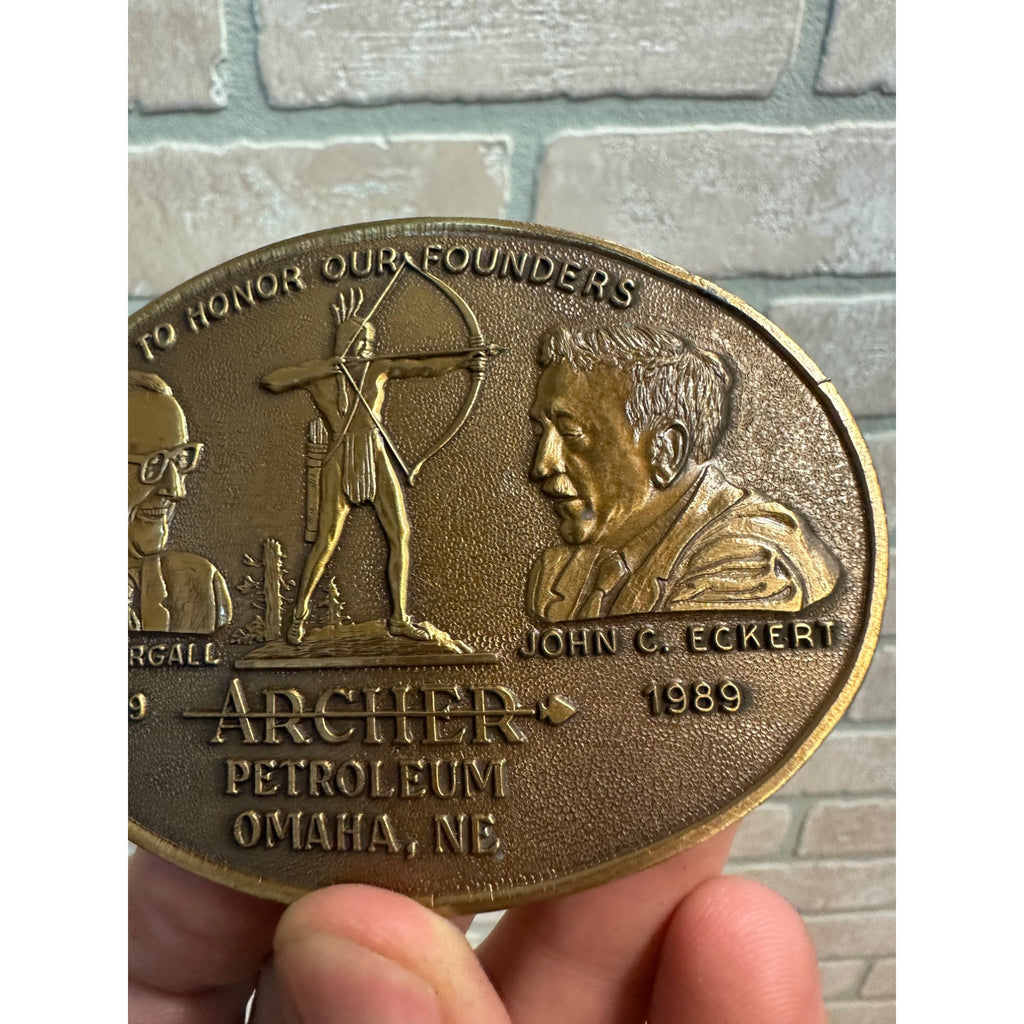 TO HONOR OUR FOUNDERS
RGALL
JOHN C. ECKERT
9
1989
ARCHER
PETROLEUM
OMAHA, NE